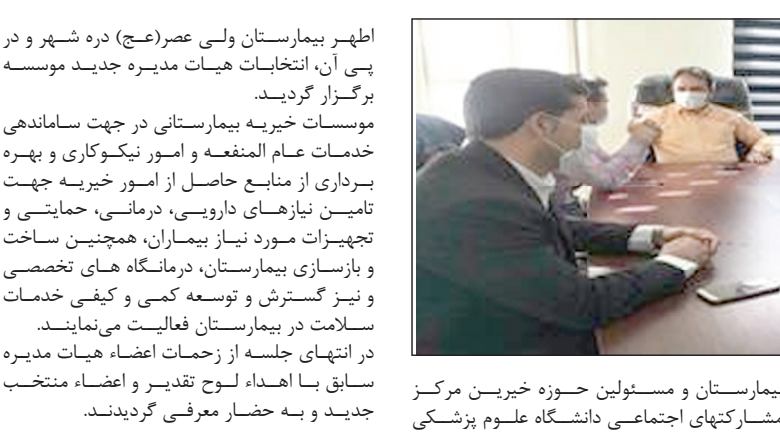 بیمارستان و مسئولین حوزه خیرین مرکز
مشارکتهای اجتماعی دانشگاه علوم پزشکی
اطهر بیمارستان ولی عصر(عج) دره شهر و در
پی آن، انتخابات هیات مدیره جدید موسسه
برگزار گردید.
موسسات خیریه بیمارستانی در جهت ساماندهی
خدمات عام المنفعه و امور نیکوکاری و بهره
برداری از منابع حاصل از امور خیریه جهت
تامین نیازهای دارویی، درمانی، حمایتی و
تجهیزات مورد نیاز بیماران، همچنین ساخت
و بازسازی بیمارستان، درمانگاه های تخصصی
و نیز گسترش و توسعه کمی و کیفی خدمات
سلامت در بیمارستان فعالیت می‌نمایند.
در انتهای جلسه از زحمات اعضاء هیات مدیره
سابق با اهداء لوح تقدیر و اعضاء منتخب
جدید و به حضار معرفی گردیدند.